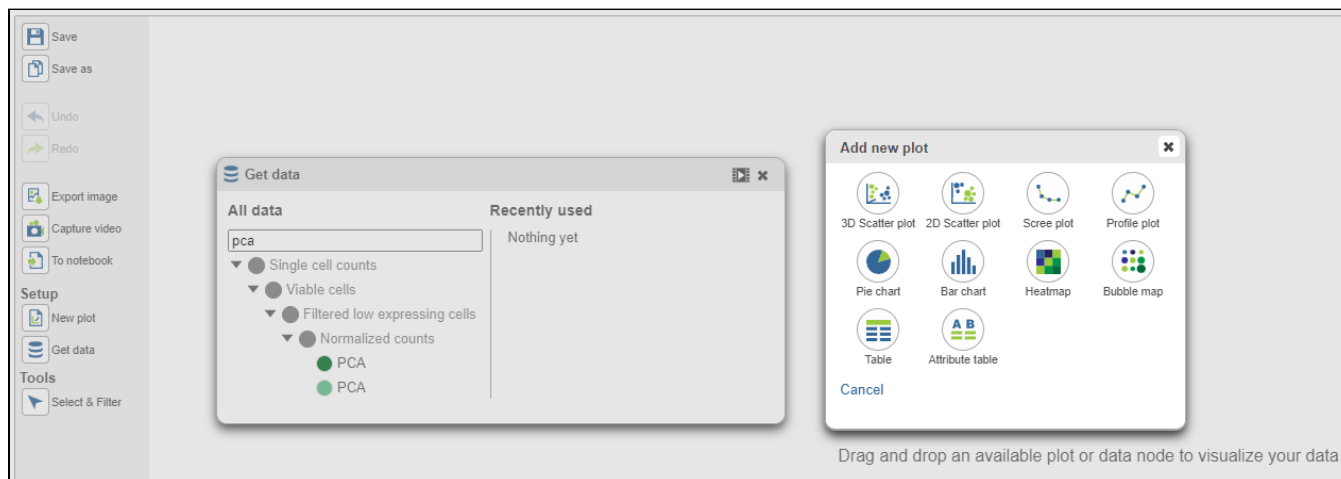 Save
Save as
Undo
Redo
Export image
Capture video
To notebook
Setup
New plot
Get data
Tools
Select & Filter
Get data
All data
pca
Single cell counts
Viable cells
Filtered low expressing cells
Normalized counts
PCA
PCA
Recently used
Nothing yet
Add new plot
3D Scatter plot 2D Scatter plot Scree plot Profile plot
Pie chart Bar chart Heatmap Bubble map
A B
Table Attribute table
Cancel
Drag and drop an available plot or data node to visualize your data